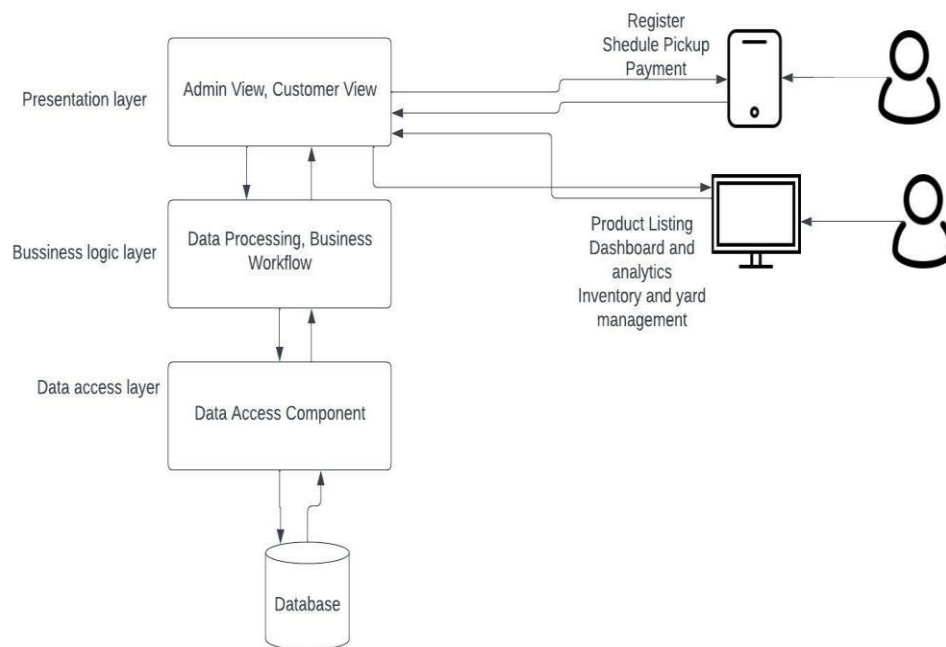 Register
Shedule Pickup
Payment
Presentation layer
Admin View, Customer View
Bussiness logic layer
Data Processing, Business
Workflow
Product Listing
Dashboard and
analytics
Inventory and yard
management
Data access layer
Data Access Component
Database